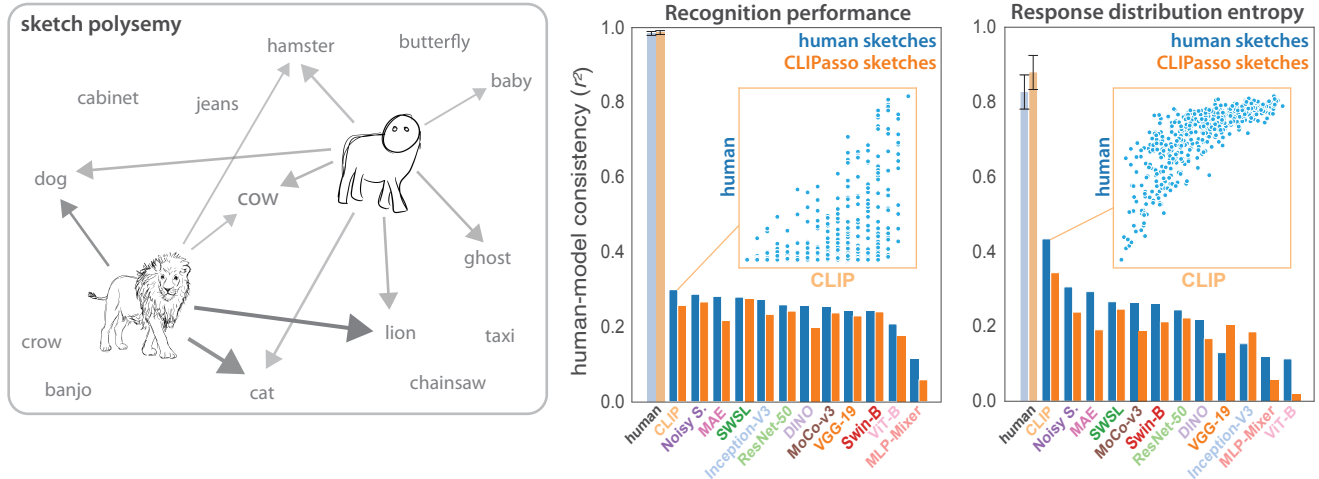 sketch polysemy
hamster
butterfly
baby
cabinet
jeans
dog
cow
ghost
lion
crow
taxi
banjo
cat
chainsaw
Recognition performance
human-model consistency (r²)
1.0
0.8
0.6
0.4
0.2
0.0
human sketches
CLIPasso sketches
human
CLIP
human
CLIP
Noisy S.
MAE
SWSL
Inception-V3
ResNet-50
DINO
MoCo-v3
VGG-19
Swin-B
ViT-B
MLP-Mixer
Response distribution entropy
1.0
0.8
0.6
0.4
0.2
0.0
human sketches
CLIPasso sketches
human
CLIP
human
CLIP
Noisy S.
MAE
SWSL
MoCo-v3
Swin-B
ResNet-50
DINO
VGG-19
Inception-V3
MLP-Mixer
ViT-B